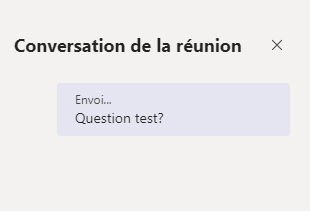 Conversation de la réunion
Envoi...
Question test?